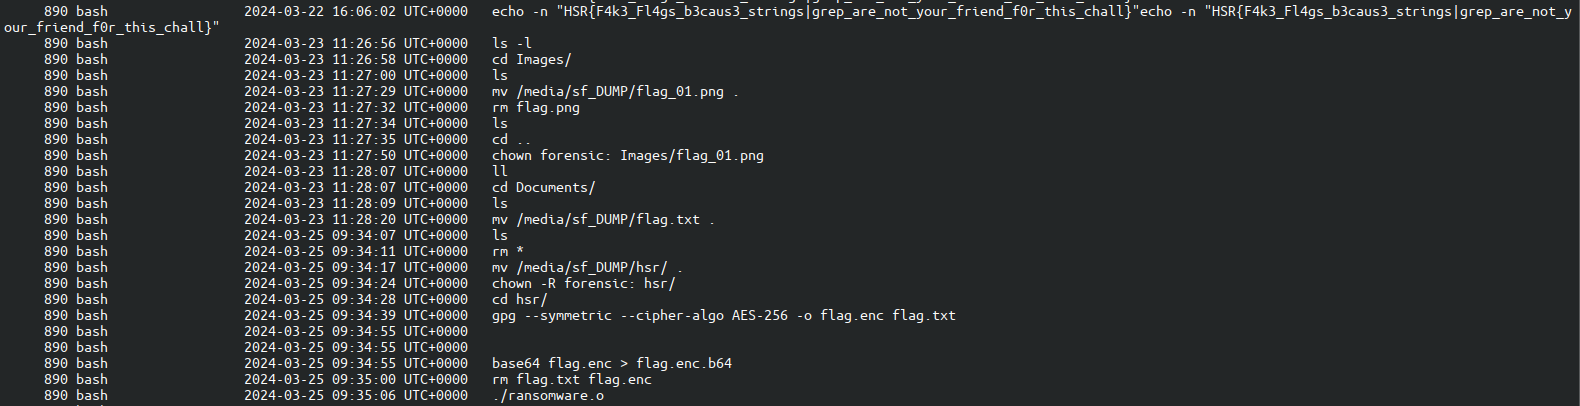 890 bash 2024-03-22 16:06:02 UTC+0000 echo -n "HSR{F4k3_Fl4gs_b3caus3_strings|grep_are_not_your_friend_f0r_this_chall}"echo -n "HSR{F4k3_Fl4gs_b3caus3_strings|grep_are_not_y
our_friend_f0r_this_chall}"
890 bash 2024-03-23 11:26:56 UTC+0000 ls -l
890 bash 2024-03-23 11:26:58 UTC+0000 cd Images/
890 bash 2024-03-23 11:27:00 UTC+0000 ls
890 bash 2024-03-23 11:27:29 UTC+0000 mv /media/sf_DUMP/flag_01.png .
890 bash 2024-03-23 11:27:32 UTC+0000 rm flag.png
890 bash 2024-03-23 11:27:34 UTC+0000 ls
890 bash 2024-03-23 11:27:35 UTC+0000 cd ..
890 bash 2024-03-23 11:27:50 UTC+0000 chown forensic: Images/flag_01.png
890 bash 2024-03-23 11:28:07 UTC+0000 ll
890 bash 2024-03-23 11:28:07 UTC+0000 cd Documents/
890 bash 2024-03-23 11:28:09 UTC+0000 ls
890 bash 2024-03-23 11:28:20 UTC+0000 mv /media/sf_DUMP/flag.txt .
890 bash 2024-03-25 09:34:07 UTC+0000 ls
890 bash 2024-03-25 09:34:11 UTC+0000 rm *
890 bash 2024-03-25 09:34:17 UTC+0000 mv /media/sf_DUMP/hsr/ .
890 bash 2024-03-25 09:34:24 UTC+0000 chown -R forensic: hsr/
890 bash 2024-03-25 09:34:28 UTC+0000 cd hsr/
890 bash 2024-03-25 09:34:39 UTC+0000 gpg --symmetric --cipher-algo AES-256 -o flag.enc flag.txt
890 bash 2024-03-25 09:34:55 UTC+0000
890 bash 2024-03-25 09:34:55 UTC+0000
890 bash 2024-03-25 09:34:55 UTC+0000 base64 flag.enc > flag.enc.b64
890 bash 2024-03-25 09:35:00 UTC+0000 rm flag.txt flag.enc
890 bash 2024-03-25 09:35:06 UTC+0000 ./ransomware.o